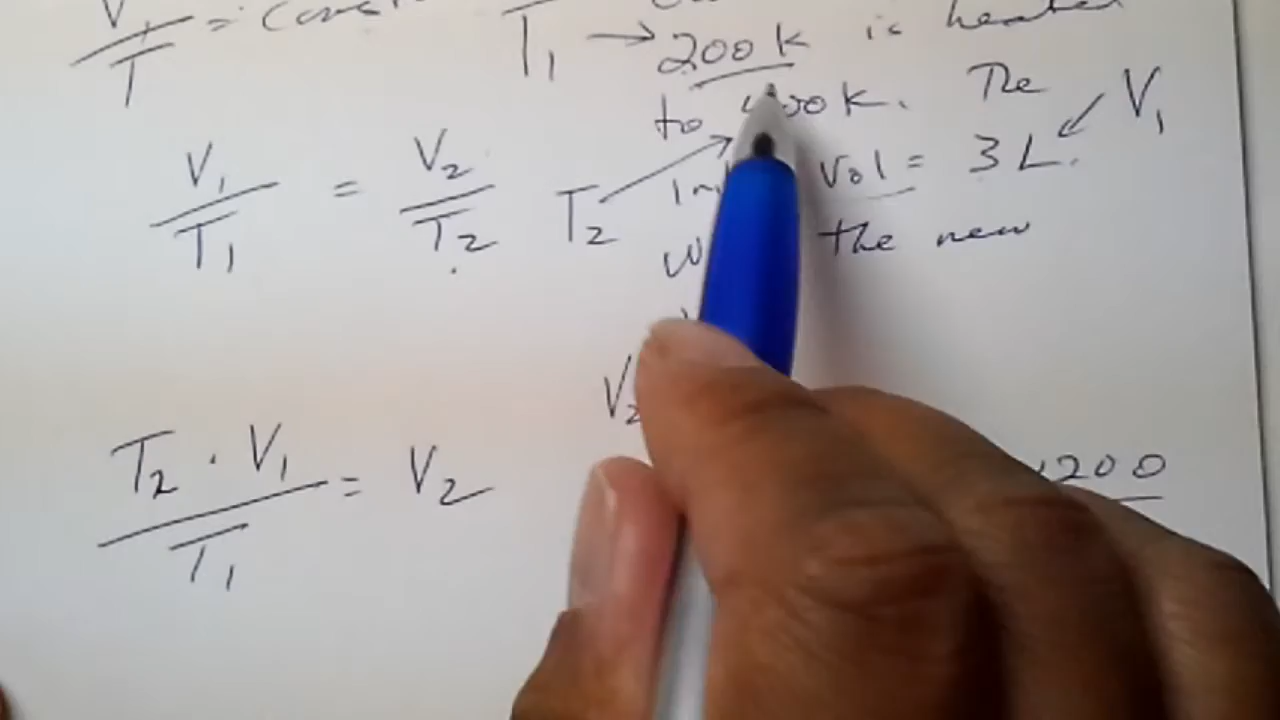 V1/T = const
T1 → 200 K is heated
to 400 K. The
V1/T1 = V2/T2 T2 vol = 3 L. ← V1
the new
V2
T2 · V1/T1 = V2
200